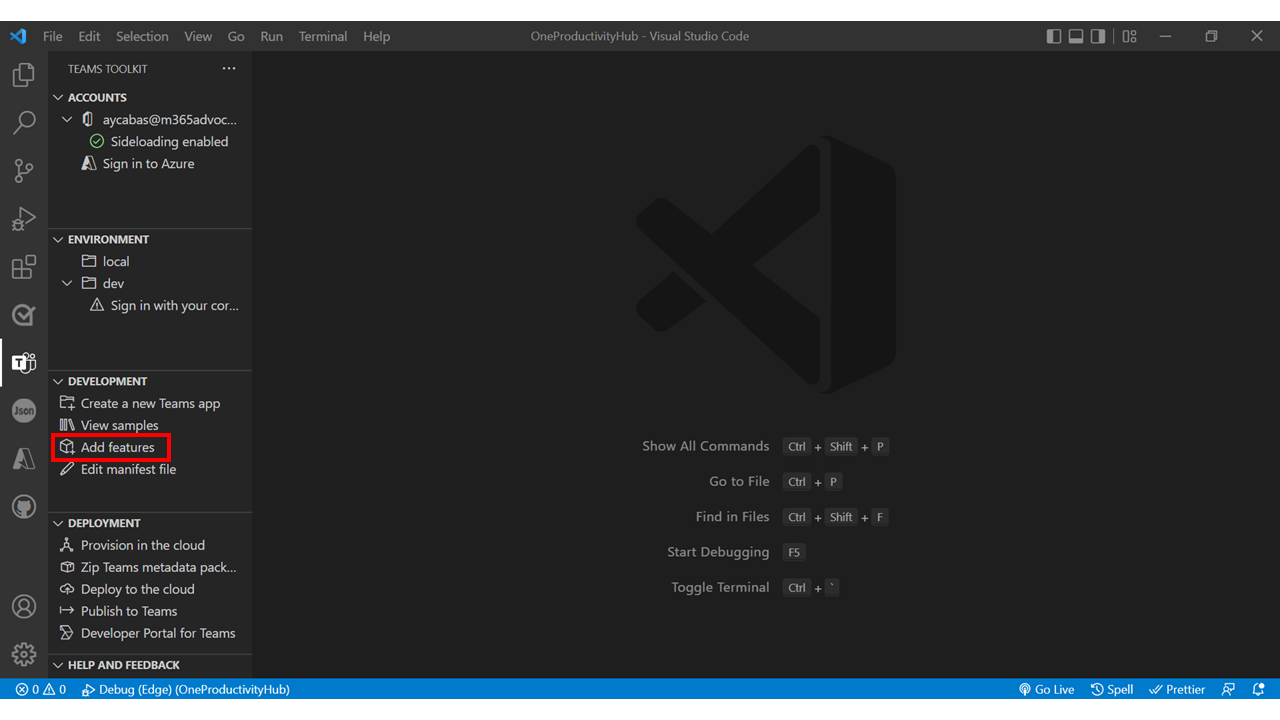 File Edit Selection View Go Run Terminal Help OneProductivityHub - Visual Studio Code
TEAMS TOOLKIT ...
ACCOUNTS
aycabas@m365advoc...
Sideloading enabled
Sign in to Azure
ENVIRONMENT
local
dev
Sign in with your cor...
DEVELOPMENT
Create a new Teams app
View samples
Add features
Edit manifest file
DEPLOYMENT
Provision in the cloud
Zip Teams metadata pack...
Deploy to the cloud
Publish to Teams
Developer Portal for Teams
HELP AND FEEDBACK
T
Json
Show All Commands Ctrl + Shift + P
Go to File Ctrl + P
Find in Files Ctrl + Shift + F
Start Debugging F5
Toggle Terminal Ctrl + `
0 0 Debug (Edge) (OneProductivityHub) Go Live Spell Prettier